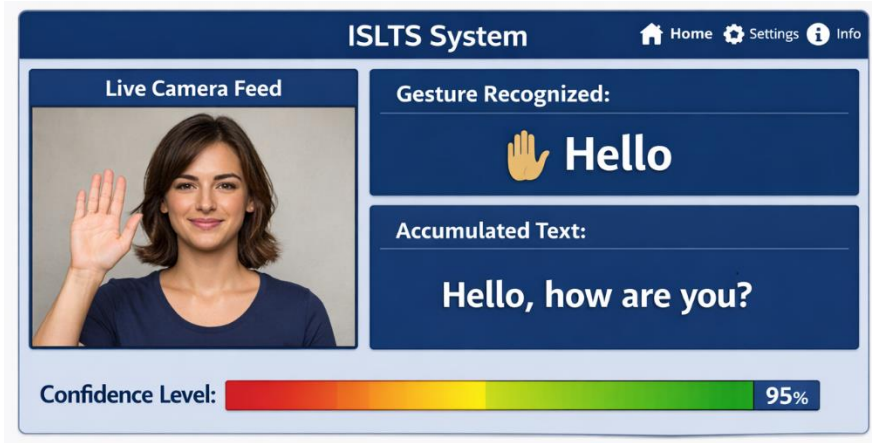 ISLTS System
Home Settings Info
Live Camera Feed
Gesture Recognized:
Hello
Accumulated Text:
Hello, how are you?
Confidence Level: 95%